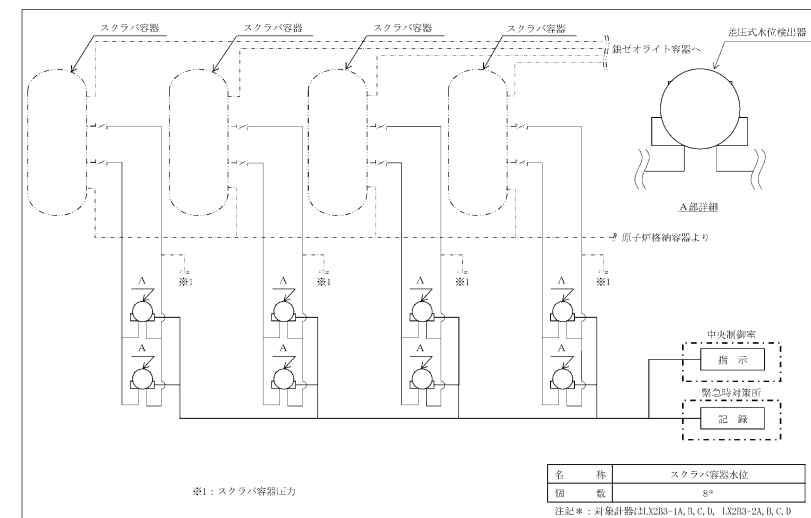 スクラバ容器 スクラバ容器 スクラバ容器 スクラバ容器
銀ゼオライト容器へ
差圧式水位検出器
A部詳細
原子炉格納容器より
※1 ※1 ※1 ※1
A A A A
A A A A
中央制御室
指 示
緊急時対策所
記 録
※1:スクラバ容器圧力
名 称 スクラバ容器水位
個 数 8*
注記*:対象計器はLX2B3-1A,B,C,D, LX2B3-2A,B,C,D